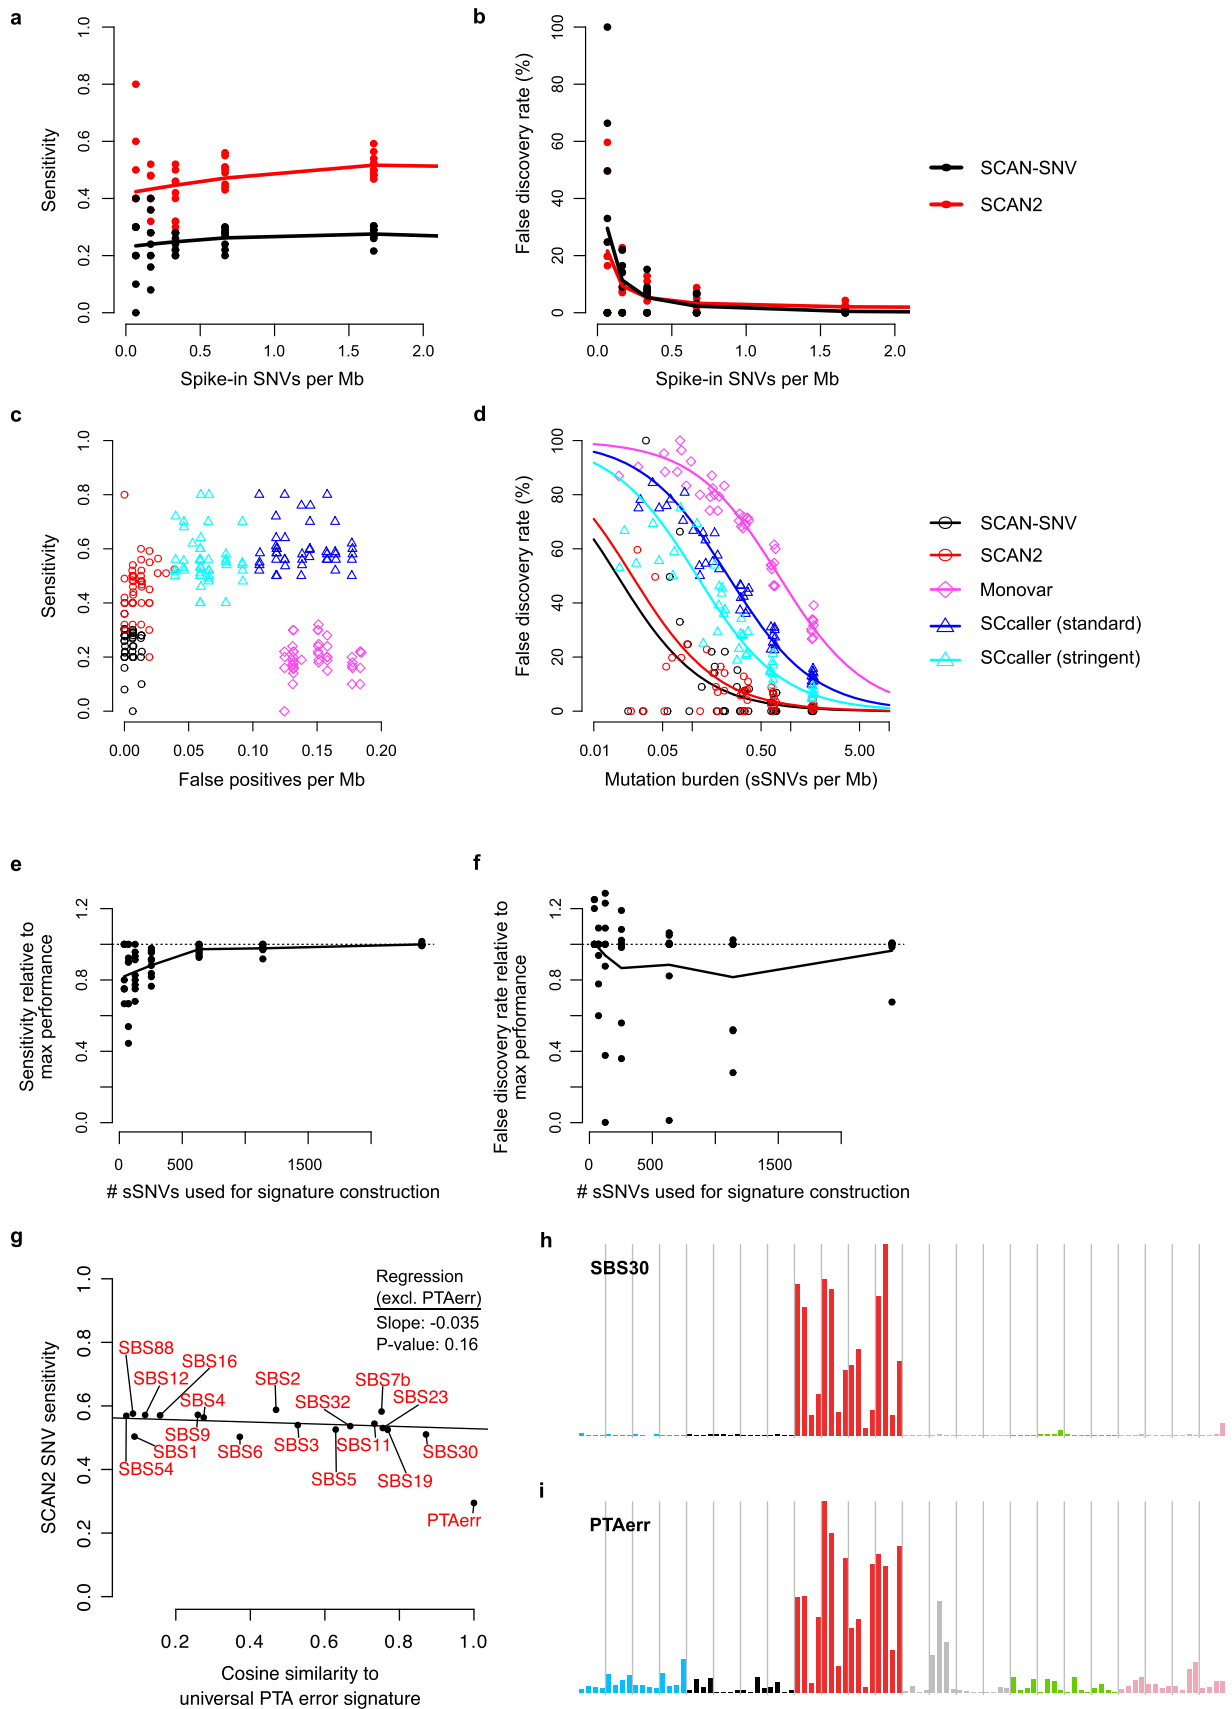 a
Sensitivity
0.0 0.2 0.4 0.6 0.8 1.0
0.0 0.5 1.0 1.5 2.0
Spike-in SNVs per Mb
b
False discovery rate (%)
0 20 40 60 80 100
0.0 0.5 1.0 1.5 2.0
Spike-in SNVs per Mb
SCAN-SNV
SCAN2
c
Sensitivity
0.0 0.2 0.4 0.6 0.8 1.0
0.00 0.05 0.10 0.15 0.20
False positives per Mb
d
False discovery rate (%)
0 20 40 60 80 100
0.01 0.05 0.50 5.00
Mutation burden (sSNVs per Mb)
SCAN-SNV
SCAN2
Monovar
SCcaller (standard)
SCcaller (stringent)
e
Sensitivity relative to
max performance
0.0 0.4 0.8 1.2
0 500 1500
# sSNVs used for signature construction
f
False discovery rate relative to
max performance
0.0 0.4 0.8 1.2
0 500 1500
# sSNVs used for signature construction
g
SCAN2 SNV sensitivity
0.0 0.2 0.4 0.6 0.8 1.0
Regression
(excl. PTAerr)
Slope: -0.035
P-value: 0.16
SBS88
SBS16
SBS12
SBS2
SBS7b
SBS4
SBS32
SBS23
SBS9
SBS1
SBS6
SBS3
SBS11
SBS30
SBS54
SBS5
SBS19
PTAerr
0.2 0.4 0.6 0.8 1.0
Cosine similarity to
universal PTA error signature
h
SBS30
i
PTAerr